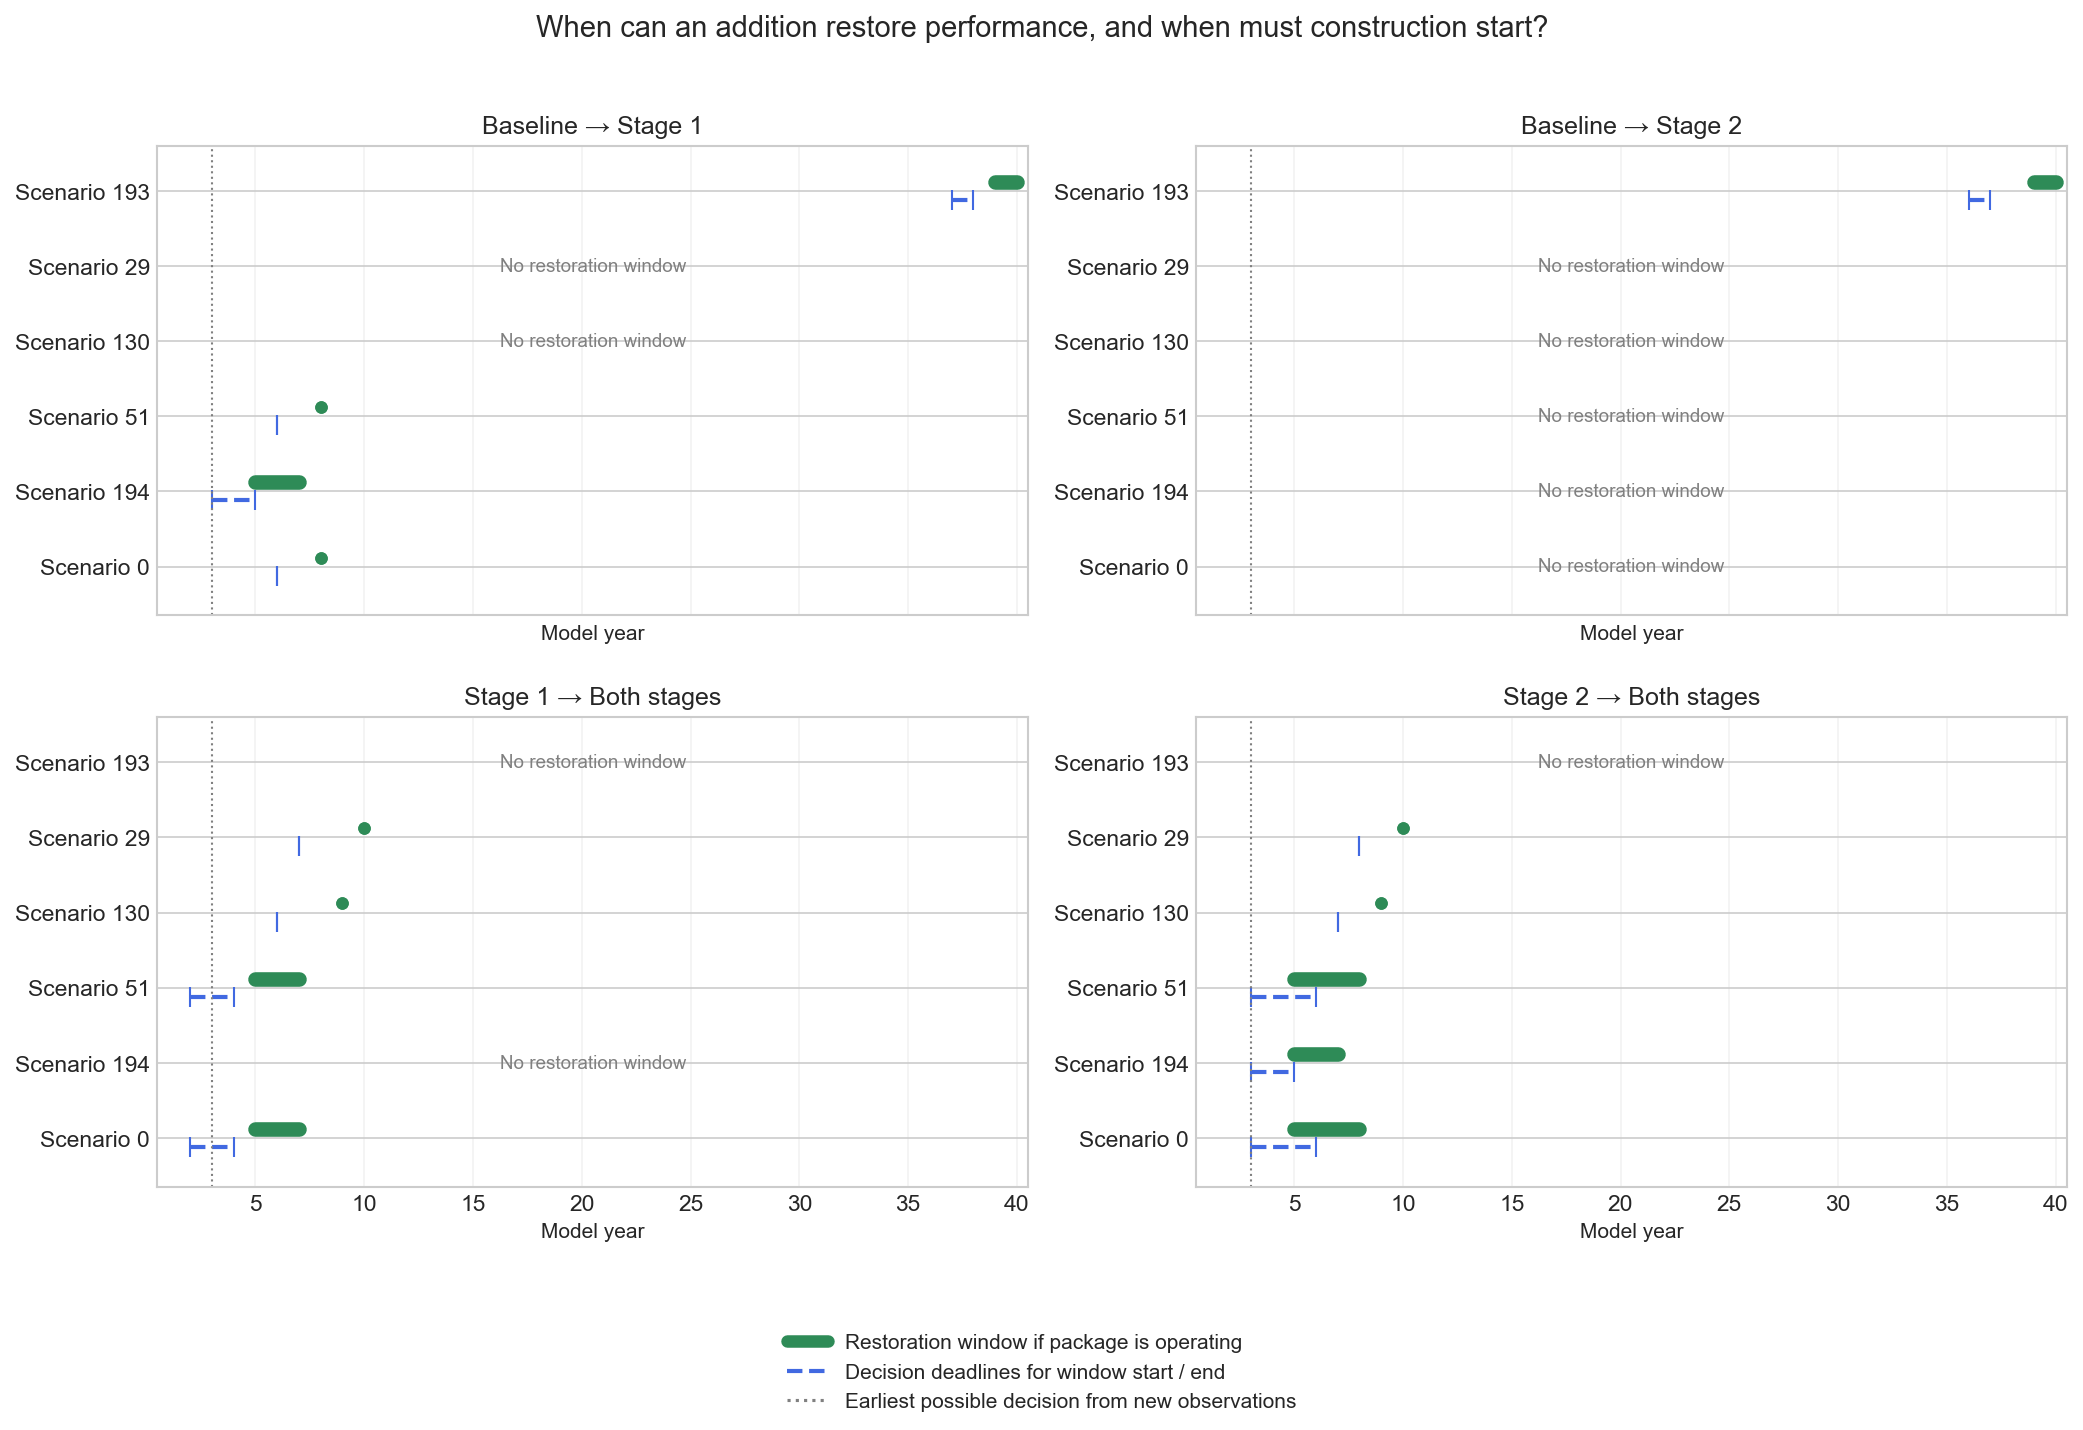 When can an addition restore performance, and when must construction start?
Baseline → Stage 1
Scenario 193
Scenario 29
No restoration window
Scenario 130
No restoration window
Scenario 51
Scenario 194
Scenario 0
Model year
Baseline → Stage 2
Scenario 193
Scenario 29
No restoration window
Scenario 130
No restoration window
Scenario 51
No restoration window
Scenario 194
No restoration window
Scenario 0
No restoration window
Model year
Stage 1 → Both stages
Scenario 193
No restoration window
Scenario 29
Scenario 130
Scenario 51
Scenario 194
No restoration window
Scenario 0
5 10 15 20 25 30 35 40
Model year
Stage 2 → Both stages
Scenario 193
No restoration window
Scenario 29
Scenario 130
Scenario 51
Scenario 194
Scenario 0
5 10 15 20 25 30 35 40
Model year
Restoration window if package is operating
Decision deadlines for window start / end
Earliest possible decision from new observations